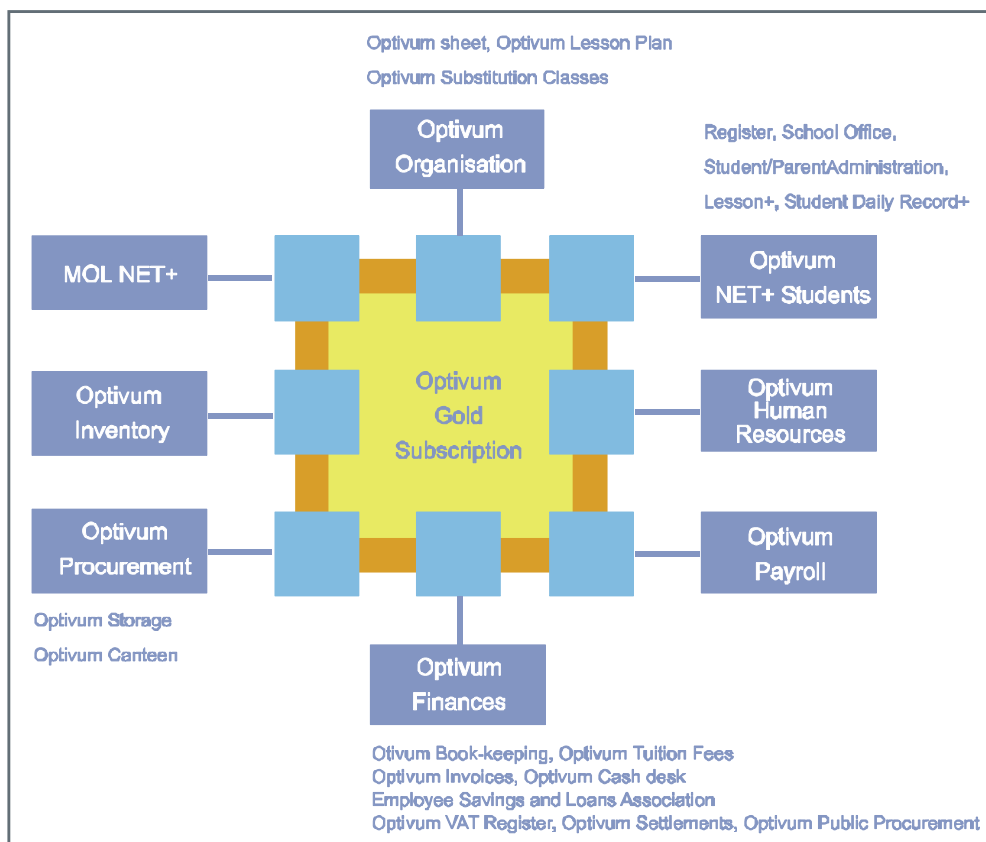 Optivum sheet, Optivum Lesson Plan
Optivum Substitution Classes
Optivum
Organisation
Register, School Office,
Student/ParentAdministration,
Lesson+, Student Daily Record+
MOL NET+
Optivum
NET+ Students
Optivum
Inventory
Optivum
Gold
Subscription
Optivum
Human
Resources
Optivum
Procurement
Optivum
Payroll
Optivum Storage
Optivum Canteen
Optivum
Finances
Otivum Book-keeping, Optivum Tuition Fees
Optivum Invoices, Optivum Cash desk
Employee Savings and Loans Association
Optivum VAT Register, Optivum Settlements, Optivum Public Procurement